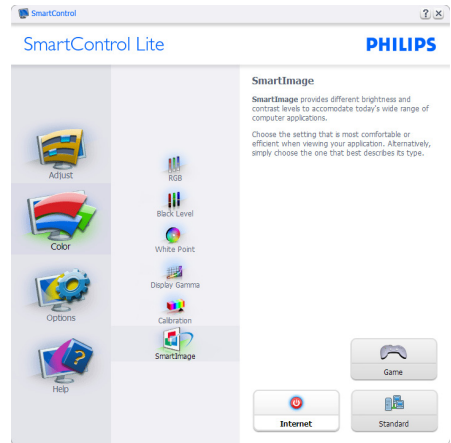 SmartControl
SmartControl Lite
PHILIPS
Adjust
Color
Options
Help
RGB
Black Level
White Point
Display Gamma
Calibration
SmartImage
SmartImage
SmartImage provides different brightness and
contrast levels to accomodate today's wide range of
computer applications.
Choose the setting that is most comfortable or
efficient when viewing your application. Alternatively,
simply choose the one that best describes its type.
Game
Internet
Standard